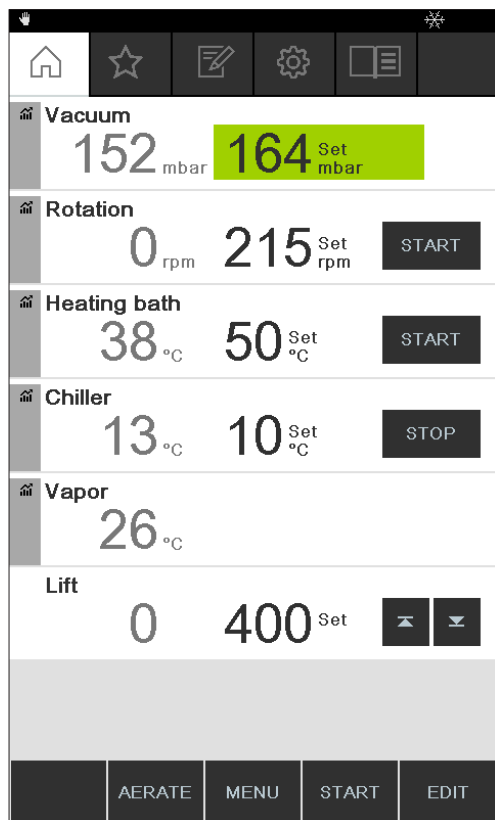 Vacuum
152 mbar 164 Set mbar
Rotation
0 rpm 215 Set rpm START
Heating bath
38 °C 50 Set °C START
Chiller
13 °C 10 Set °C STOP
Vapor
26 °C
Lift
0 400 Set
AERATE MENU START EDIT